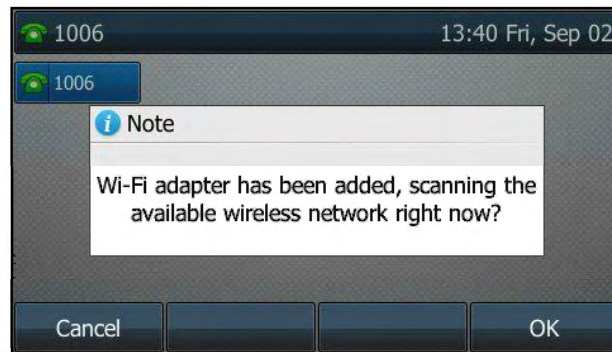 1006
13:40 Fri, Sep 02
1006
Note
Wi-Fi adapter has been added, scanning the
available wireless network right now?
Cancel
OK